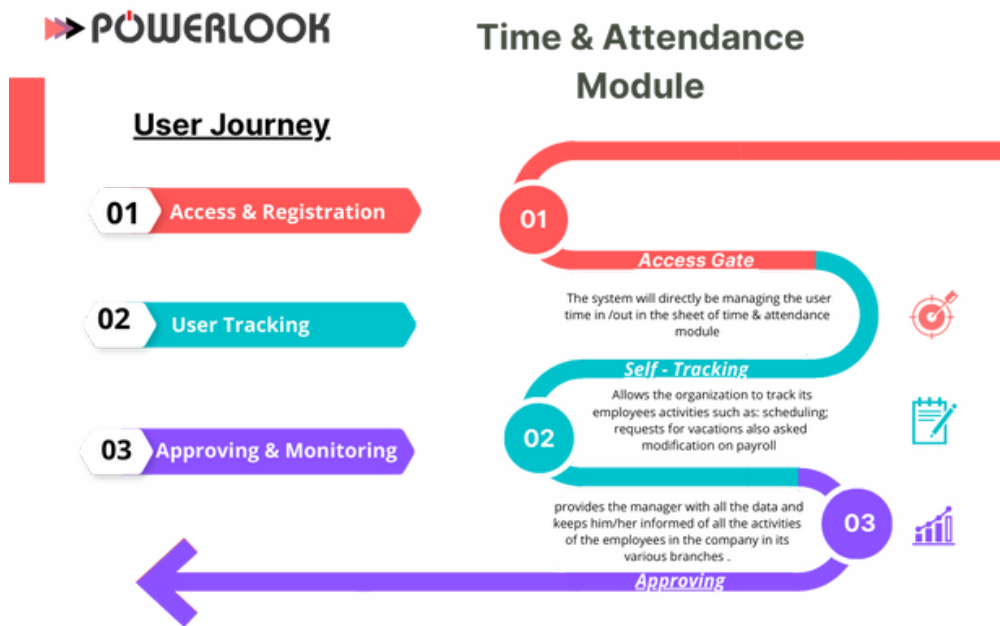 POWERLOOK
Time & Attendance
Module
User Journey
01 Access & Registration
02 User Tracking
03 Approving & Monitoring
01
Access Gate
The system will directly be managing the user
time in /out in the sheet of time & attendance
module
Self - Tracking
Allows the organization to track its
employees activities such as: scheduling;
requests for vacations also asked
modification on payroll
02
provides the manager with all the data and
keeps him/her informed of all the activities
of the employees in the company in its
various branches .
03
Approving